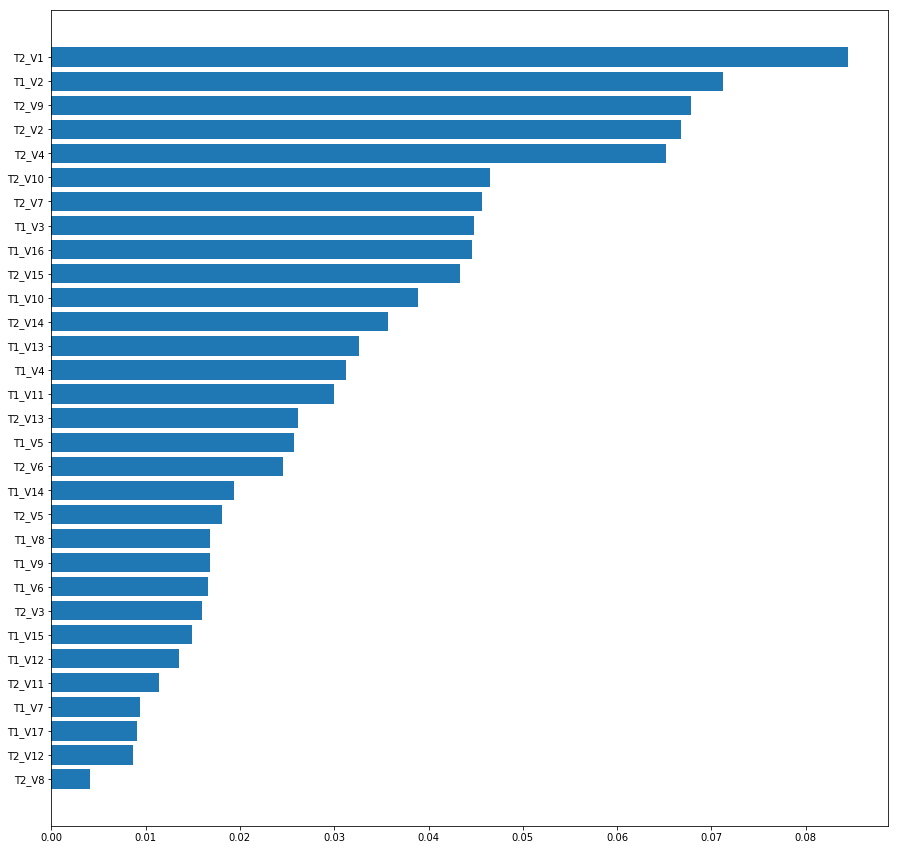 T2_V1
T1_V2
T2_V9
T2_V2
T2_V4
T2_V10
T2_V7
T1_V3
T1_V16
T2_V15
T1_V10
T2_V14
T1_V13
T1_V4
T1_V11
T2_V13
T1_V5
T2_V6
T1_V14
T2_V5
T1_V8
T1_V9
T1_V6
T2_V3
T1_V15
T1_V12
T2_V11
T1_V7
T1_V17
T2_V12
T2_V8
0.00 0.01 0.02 0.03 0.04 0.05 0.06 0.07 0.08